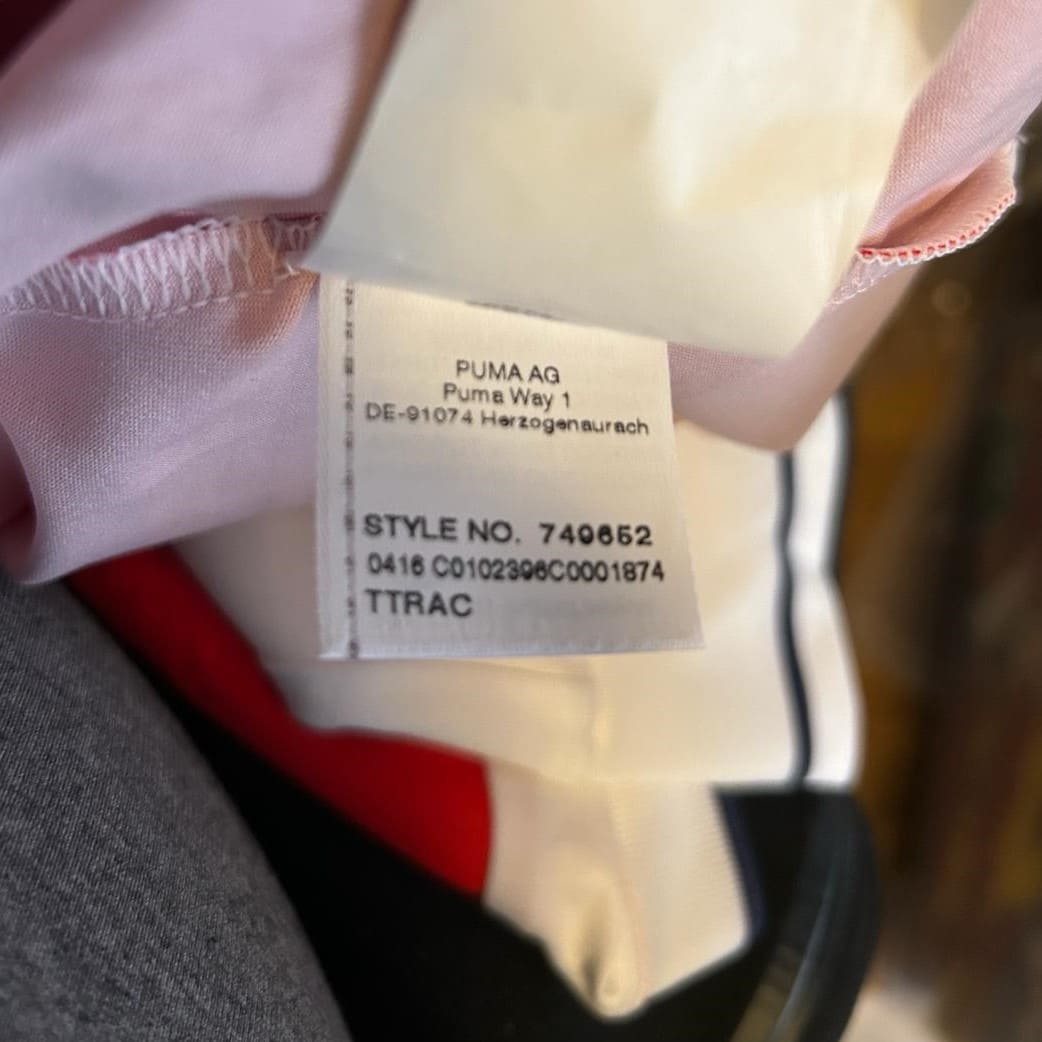 PUMA AG
Puma Way 1
DE-91074 Herzogenaurach
STYLE NO. 749652
0416 C0102396C0001874
TTRAC